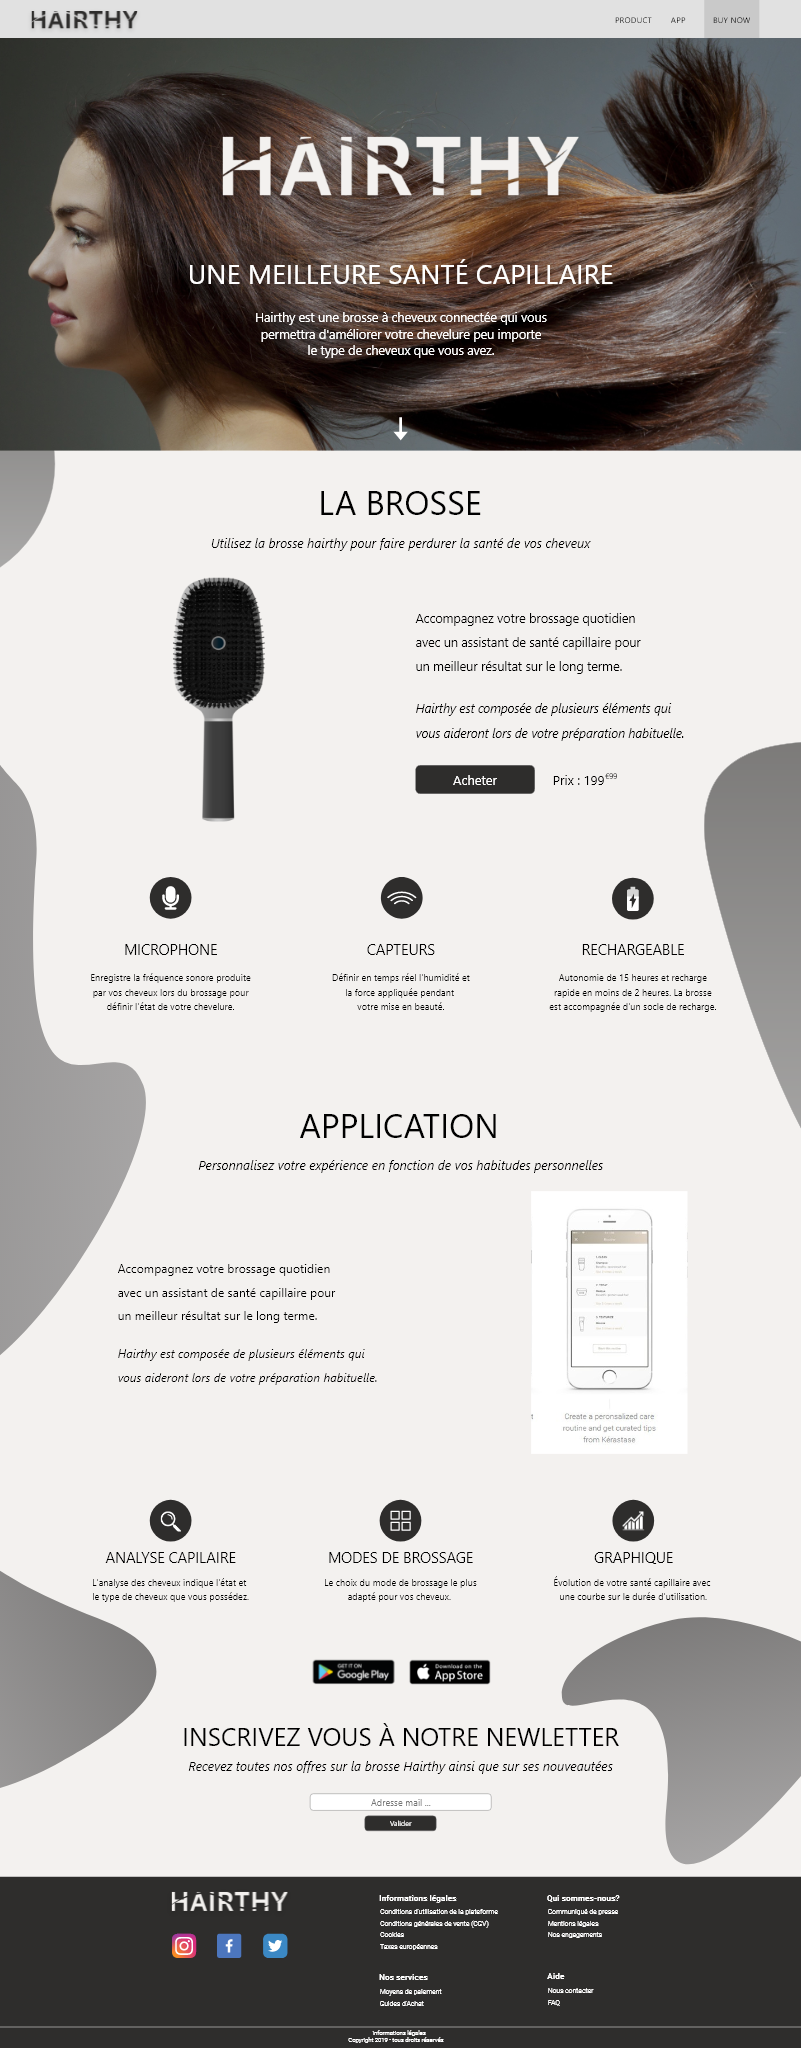 HAIRTHY
PRODUCT
APP
BUY NOW
HAIRTHY
UNE MEILLEURE SANTÉ CAPILLAIRE
Hairthy est une brosse à cheveux connectée qui vous
permettra d'améliorer votre chevelure peu importe
le type de cheveux que vous avez.
LA BROSSE
Utilisez la brosse hairthy pour faire perdurer la santé de vos cheveux
Accompagnez votre brossage quotidien
avec un assistant de santé capillaire pour
un meilleur résultat sur le long terme.
Hairthy est composée de plusieurs éléments qui
vous aideront lors de votre préparation habituelle.
Acheter
Prix : 199€99
MICROPHONE
Enregistre la fréquence sonore produite
par vos cheveux lors du brossage pour
définir l'état de votre chevelure.
CAPTEURS
Définir en temps réel l'humidité et
la force appliquée pendant
votre mise en beauté.
RECHARGEABLE
Autonomie de 15 heures et recharge
rapide en moins de 2 heures. La brosse
est accompagnée d'un socle de recharge.
APPLICATION
Personnalisez votre expérience en fonction de vos habitudes personnelles
Accompagnez votre brossage quotidien
avec un assistant de santé capillaire pour
un meilleur résultat sur le long terme.
Hairthy est composée de plusieurs éléments qui
vous aideront lors de votre préparation habituelle.
Create a peronsalized care
routine and get curated tips
from Kérastase
ANALYSE CAPILAIRE
L'analyse des cheveux indique l'état et
le type de cheveux que vous possédez.
MODES DE BROSSAGE
Le choix du mode de brossage le plus
adapté pour vos cheveux.
GRAPHIQUE
Évolution de votre santé capillaire avec
une courbe sur le durée d'utilisation.
GET IT ON
Google Play
Download on the
App Store
INSCRIVEZ VOUS À NOTRE NEWLETTER
Recevez toutes nos offres sur la brosse Hairthy ainsi que sur ses nouveautées
Adresse mail ...
Valider
HAIRTHY
Informations légales
Conditions d'utilisation de la plateforme
Conditions générales de vente (CGV)
Cookies
Taxes européennes
Qui sommes-nous?
Communiqué de presse
Mentions légales
Nos engagements
Nos services
Moyens de paiement
Guides d'Achat
Aide
Nous contacter
FAQ
Informations légales
Copyright 2019 - tous droits réservés